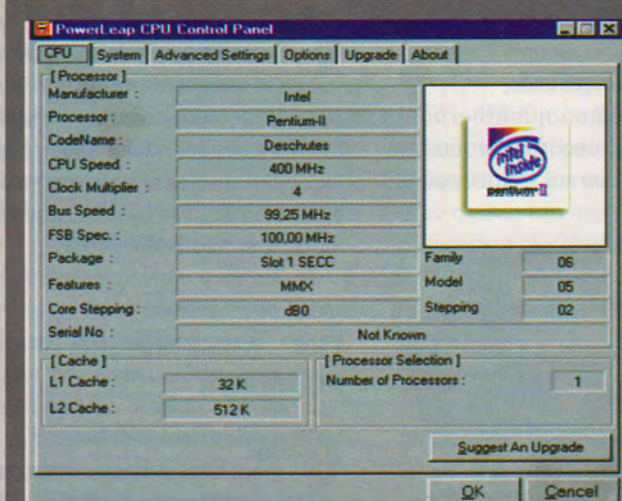 PowerLeap CPU Control Panel
CPU System Advanced Settings Options Upgrade About
[ Processor ]
Manufacturer : Intel
Processor: Pentium-II
CodeName: Deschutes
CPU Speed : 400 MHz
Clock Multiplier : 4
Bus Speed : 99,25 MHz
FSB Spec. : 100,00 MHz
Package : Slot 1 SECC
Features : MMX
Core Stepping : dB0
Serial No : Not Known
intel inside
pentium II
Family 06
Model 05
Stepping 02
[ Cache ]
L1 Cache : 32 K
L2 Cache : 512 K
[ Processor Selection ]
Number of Processors : 1
Suggest An Upgrade
OK Cancel